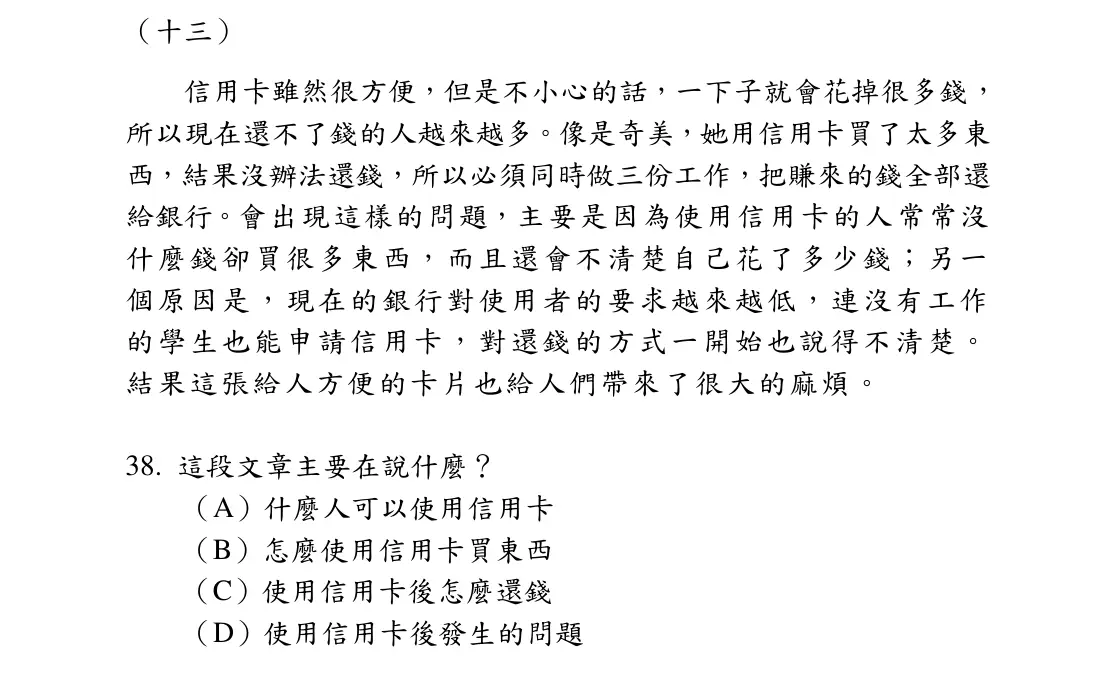 （十三）
信用卡雖然很方便，但是不小心的話，一下子就會花掉很多錢，
所以現在還不了錢的人越來越多。像是奇美，她用信用卡買了太多東
西，結果沒辦法還錢，所以必須同時做三份工作，把賺來的錢全部還
給銀行。會出現這樣的問題，主要是因為使用信用卡的人常常沒
什麼錢卻買很多東西，而且還會不清楚自己花了多少錢；另一
個原因是，現在的銀行對使用者的要求越來越低，連沒有工作
的學生也能申請信用卡，對還錢的方式一開始也說得不清楚。
結果這張給人方便的卡片也給人們帶來了很大的麻煩。
38. 這段文章主要在說什麼？
（A）什麼人可以使用信用卡
（B）怎麼使用信用卡買東西
（C）使用信用卡後怎麼還錢
（D）使用信用卡後發生的問題